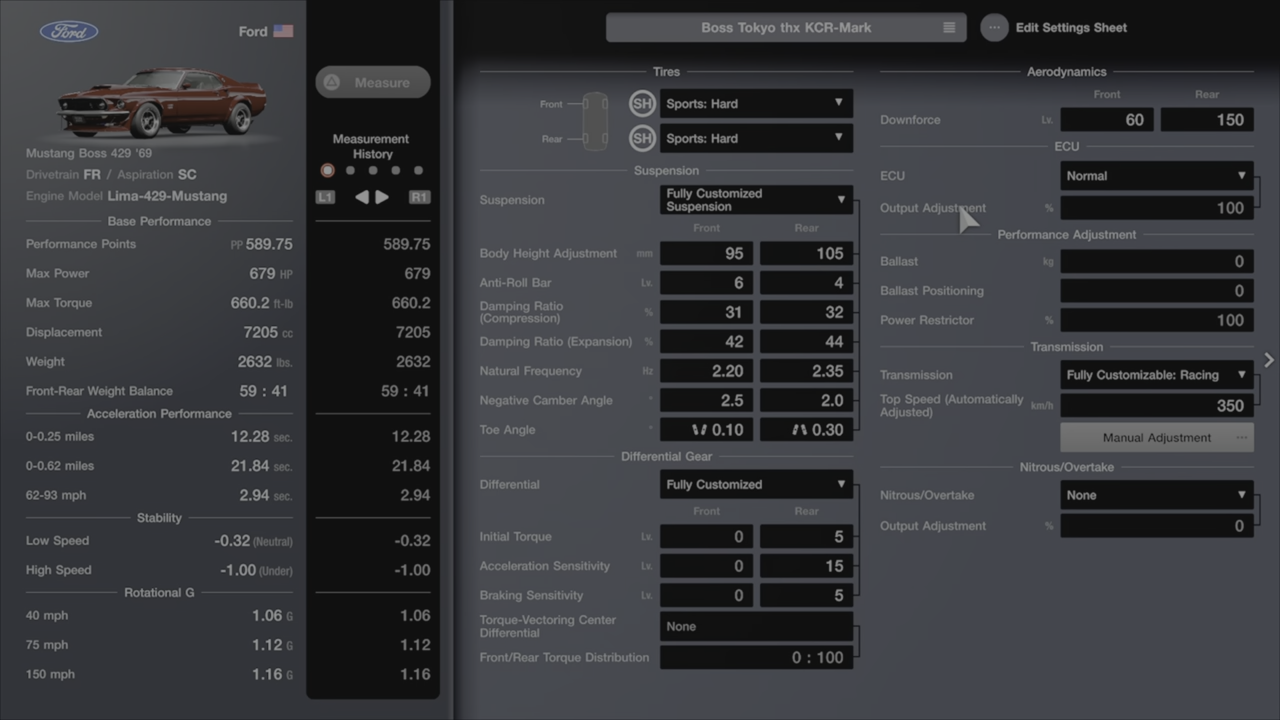 Ford
Ford
Mustang Boss 429 '69
Drivetrain FR / Aspiration SC
Engine Model Lima-429-Mustang
Base Performance
Performance Points PP 589.75
Max Power 679 HP
Max Torque 660.2 ft-lb
Displacement 7205 cc
Weight 2632 lbs.
Front-Rear Weight Balance 59 : 41
Acceleration Performance
0-0.25 miles 12.28 sec.
0-0.62 miles 21.84 sec.
62-93 mph 2.94 sec.
Stability
Low Speed -0.32 (Neutral)
High Speed -1.00 (Under)
Rotational G
40 mph 1.06 G
75 mph 1.12 G
150 mph 1.16 G
Measure
Measurement
History
L1 R1
589.75
679
660.2
7205
2632
59 : 41
12.28
21.84
2.94
-0.32
-1.00
1.06
1.12
1.16
Boss Tokyo thx KCR-Mark
Edit Settings Sheet
Tires
Front SH Sports: Hard
Rear SH Sports: Hard
Suspension
Suspension Fully Customized
Suspension
Front Rear
Body Height Adjustment mm 95 105
Anti-Roll Bar Lv. 6 4
Damping Ratio
(Compression) % 31 32
Damping Ratio (Expansion) % 42 44
Natural Frequency Hz 2.20 2.35
Negative Camber Angle ° 2.5 2.0
Toe Angle ° 0.10 0.30
Differential Gear
Differential Fully Customized
Front Rear
Initial Torque Lv. 0 5
Acceleration Sensitivity Lv. 0 15
Braking Sensitivity Lv. 0 5
Torque-Vectoring Center
Differential None
Front/Rear Torque Distribution 0 : 100
Aerodynamics
Front Rear
Downforce Lv. 60 150
ECU
ECU Normal
Output Adjustment % 100
Performance Adjustment
Ballast kg 0
Ballast Positioning 0
Power Restrictor % 100
Transmission
Transmission Fully Customizable: Racing
Top Speed (Automatically
Adjusted) km/h 350
Manual Adjustment
Nitrous/Overtake
Nitrous/Overtake None
Output Adjustment % 0